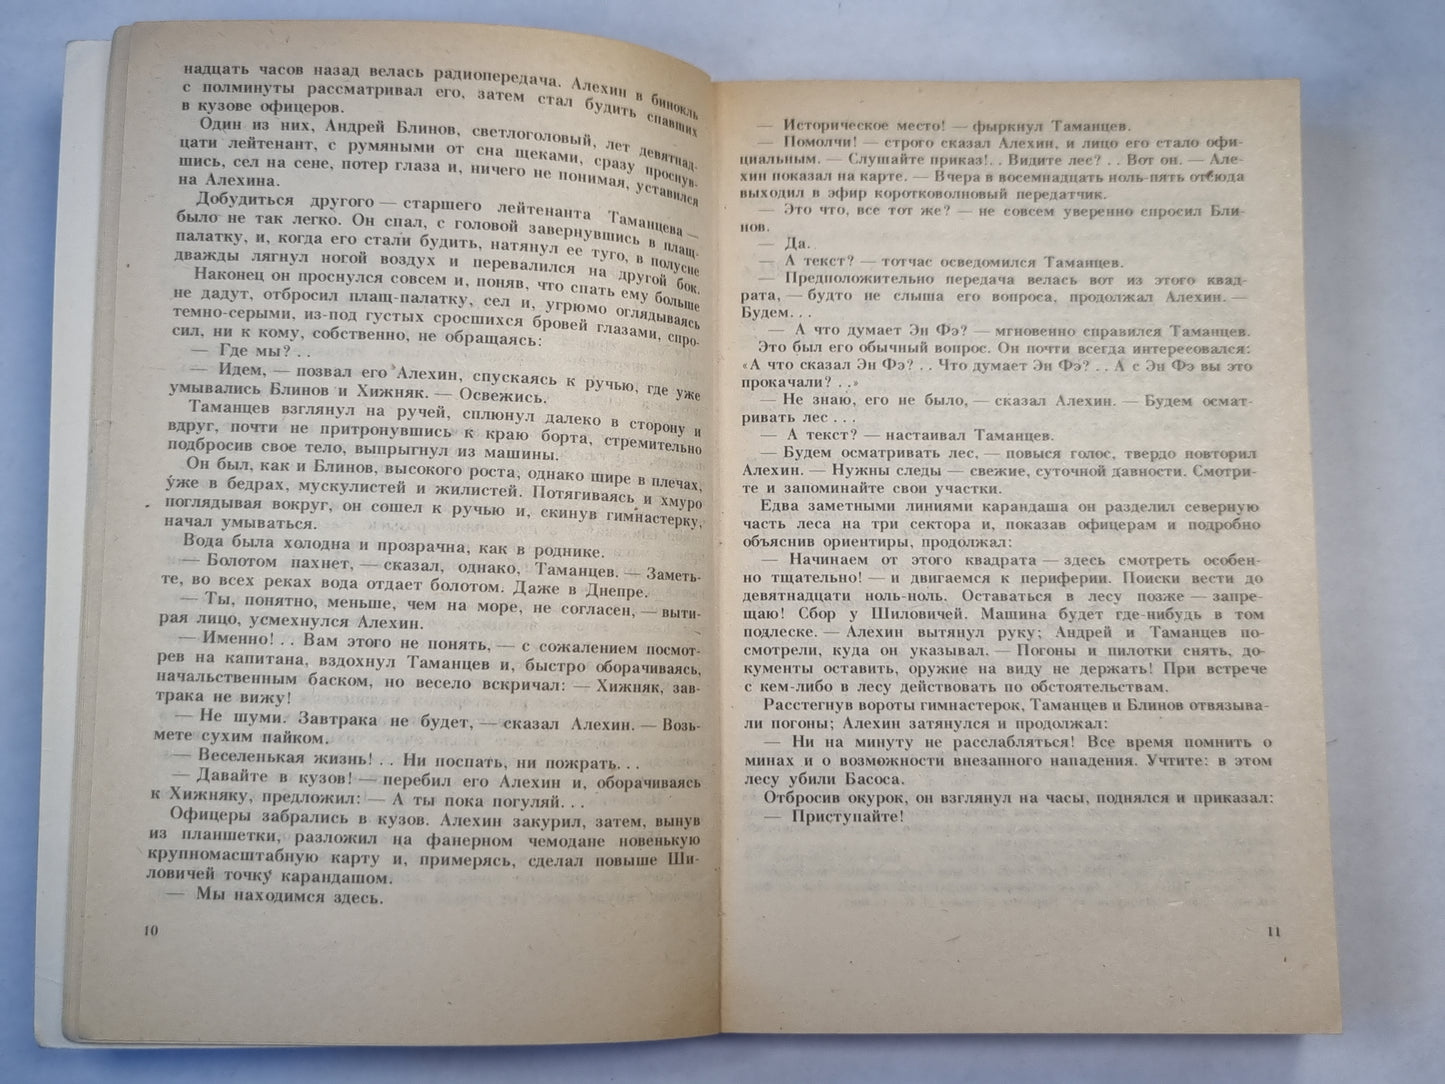 надцать часов назад велась радиопередача. Алехин в бинокль
с полминуты рассматривал его, затем стал будить спавших
в кузове офицеров.
Один из них, Андрей Блинов, светлоголовый, лет девятнад-
цати лейтенант, с румяными от сна щеками, сразу проснув-
шись, сел на сене, потер глаза и, ничего не понимая, уставился
на Алехина.
Добудиться другого — старшего лейтенанта Таманцева —
было не так легко. Он спал, с головой завернувшись в плащ-
палатку, и, когда его стали будить, натянул ее туго, в полусне
дважды лягнул ногой воздух и перевалился на другой бок.
Наконец он проснулся совсем и, поняв, что спать ему больше
не дадут, отбросил плащ-палатку, сел и, угрюмо оглядываясь
темно-серыми, из-под густых сросшихся бровей глазами, спро-
сил, ни к кому, собственно, не обращаясь:
— Где мы? . .
— Идем, — позвал его Алехин, спускаясь к ручью, где уже
умывались Блинов и Хижняк. — Освежись.
Таманцев взглянул на ручей, сплюнул далеко в сторону и
вдруг, почти не притронувшись к краю борта, стремительно
подбросив свое тело, выпрыгнул из машины.
Он был, как и Блинов, высокого роста, однако шире в плечах,
уже в бедрах, мускулистей и жилистей. Потягиваясь и хмуро
поглядывая вокруг, он сошел к ручью и, скинув гимнастерку,
начал умываться.
Вода была холодна и прозрачна, как в роднике.
— Болотом пахнет, — сказал, однако, Таманцев. — Заметь-
те, во всех реках вода отдает болотом. Даже в Днепре.
— Ты, понятно, меньше, чем на море, не согласен, — выти-
рая лицо, усмехнулся Алехин.
— Именно! . . Вам этого не понять, — с сожалением посмот-
рев на капитана, вздохнул Таманцев и, быстро оборачиваясь,
начальственным баском, но весело вскричал: — Хижняк, зав-
трака не вижу!
— Не шуми. Завтрака не будет, — сказал Алехин. — Возь-
мете сухим пайком.
— Веселенькая жизнь! . . Ни поспать, ни пожрать. . .
— Давайте в кузов! — перебил его Алехин и, оборачиваясь
к Хижняку, предложил: — А ты пока погуляй. . .
Офицеры забрались в кузов. Алехин закурил, затем, вынув
из планшетки, разложил на фанерном чемодане новенькую
крупномасштабную карту и, примерясь, сделал повыше Ши-
ловичей точку карандашом.
— Мы находимся здесь.
10
— Историческое место! — фыркнул Таманцев.
— Помолчи! — строго сказал Алехин, и лицо его стало офи-
циальным. — Слушайте приказ!. . Видите лес? . . Вот он. — Але-
хин показал на карте. — Вчера в восемнадцать ноль-пять отсюда
выходил в эфир коротковолновый передатчик.
— Это что, все тот же? — не совсем уверенно спросил Бли-
нов.
— Да.
— А текст? — тотчас осведомился Таманцев.
— Предположительно передача велась вот из этого квад-
рата, — будто не слыша его вопроса, продолжал Алехин. —
Будем. . .
— А что думает Эн Фэ? — мгновенно справился Таманцев.
Это был его обычный вопрос. Он почти всегда интересовался:
«А что сказал Эн Фэ? . . Что думает Эн Фэ? . . А с Эн Фэ вы это
прокачали? . .»
— Не знаю, его не было, — сказал Алехин. — Будем осмат-
ривать лес . . .
— А текст? — настаивал Таманцев.
— Будем осматривать лес, — повыся голос, твердо повторил
Алехин. — Нужны следы — свежие, суточной давности. Смотри-
те и запоминайте свои участки.
Едва заметными линиями карандаша он разделил северную
часть леса на три сектора и, показав офицерам и подробно
объяснив ориентиры, продолжал:
— Начинаем от этого квадрата — здесь смотреть особен-
но тщательно! — и двигаемся к периферии. Поиски вести до
девятнадцати ноль-ноль. Оставаться в лесу позже — запре-
щаю! Сбор у Шиловичей. Машина будет где-нибудь в том
подлеске. — Алехин вытянул руку; Андрей и Таманцев по-
смотрели, куда он указывал. — Погоны и пилотки снять, до-
кументы оставить, оружие на виду не держать! При встрече
с кем-либо в лесу действовать по обстоятельствам.
Расстегнув вороты гимнастерок, Таманцев и Блинов отвязыва-
ли погоны; Алехин затянулся и продолжал:
— Ни на минуту не расслабляться! Все время помнить о
минах и о возможности внезапного нападения. Учтите: в этом
лесу убили Басоса.
Отбросив окурок, он взглянул на часы, поднялся и приказал:
— Приступайте!
11